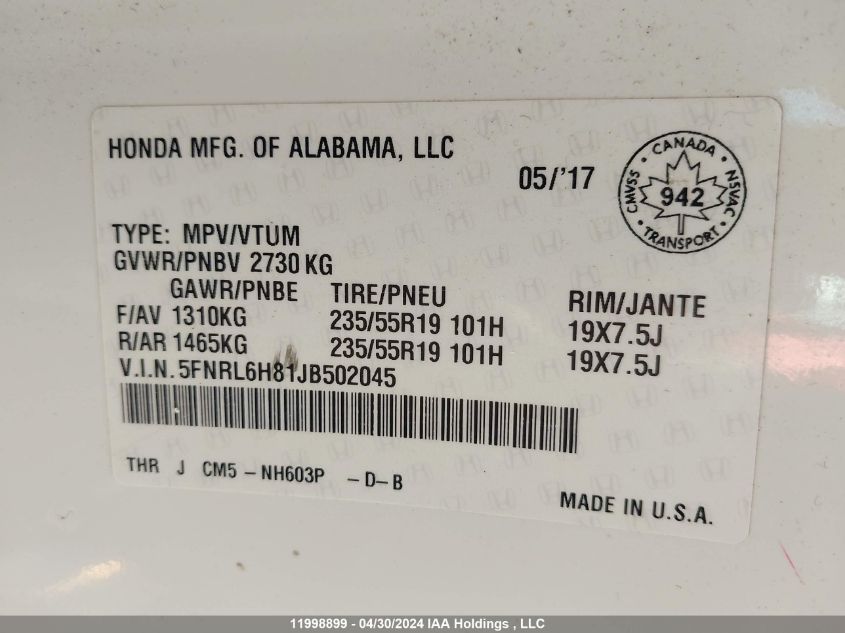 HONDA MFG. OF ALABAMA, LLC
05/'17
CANADA
CMVSS NSVAC
942
TRANSPORT
TYPE: MPV/VTUM
GVWR/PNBV 2730 KG
GAWR/PNBE TIRE/PNEU RIM/JANTE
F/AV 1310KG 235/55R19 101H 19X7.5J
R/AR 1465KG 235/55R19 101H 19X7.5J
V.I.N. 5FNRL6H81JB502045
THR J CM5 - NH603P - D- B
MADE IN U.S.A.
11998899 - 04/30/2024 IAA Holdings , LLC